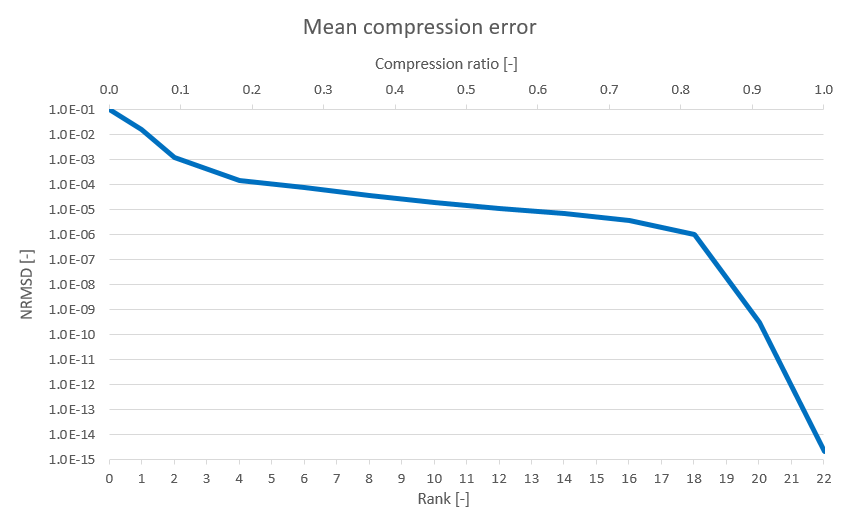 Mean compression error
Compression ratio [-]
0.0 0.1 0.2 0.3 0.4 0.5 0.6 0.7 0.8 0.9 1.0
1.0E-01
1.0E-02
1.0E-03
1.0E-04
1.0E-05
1.0E-06
1.0E-07
1.0E-08
1.0E-09
1.0E-10
1.0E-11
1.0E-12
1.0E-13
1.0E-14
1.0E-15
NRMSD [-]
0 1 2 3 4 5 6 7 8 9 10 11 12 13 14 15 16 17 18 19 20 21 22
Rank [-]